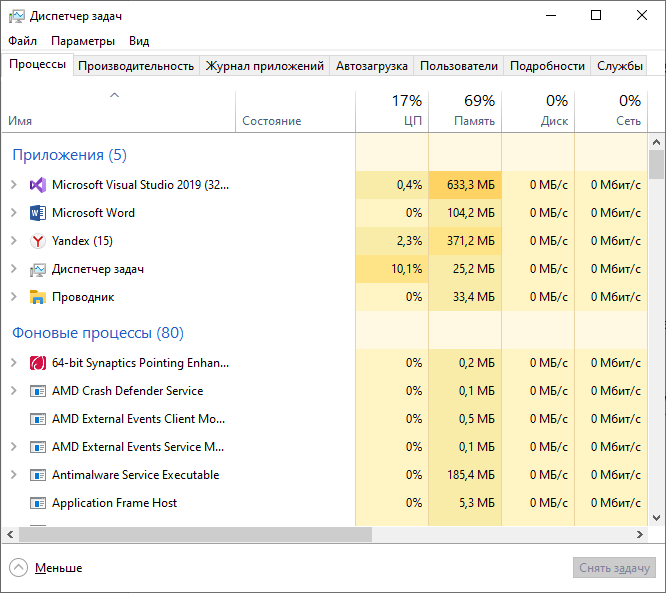 Диспетчер задач
Файл Параметры Вид
Процессы Производительность Журнал приложений Автозагрузка Пользователи Подробности Службы
17% 69% 0% 0%
Имя Состояние ЦП Память Диск Сеть
Приложения (5)
Microsoft Visual Studio 2019 (32... 0,4% 633,3 МБ 0 МБ/с 0 Мбит/с
Microsoft Word 0% 104,2 МБ 0 МБ/с 0 Мбит/с
Yandex (15) 2,3% 371,2 МБ 0 МБ/с 0 Мбит/с
Диспетчер задач 10,1% 25,2 МБ 0 МБ/с 0 Мбит/с
Проводник 0% 33,4 МБ 0 МБ/с 0 Мбит/с
Фоновые процессы (80)
64-bit Synaptics Pointing Enhan... 0% 0,2 МБ 0 МБ/с 0 Мбит/с
AMD Crash Defender Service 0% 0,1 МБ 0 МБ/с 0 Мбит/с
AMD External Events Client Mo... 0% 0,5 МБ 0 МБ/с 0 Мбит/с
AMD External Events Service M... 0% 0,1 МБ 0 МБ/с 0 Мбит/с
Antimalware Service Executable 0% 185,4 МБ 0 МБ/с 0 Мбит/с
Application Frame Host 0% 5,3 МБ 0 МБ/с 0 Мбит/с
Меньше Снять задачу